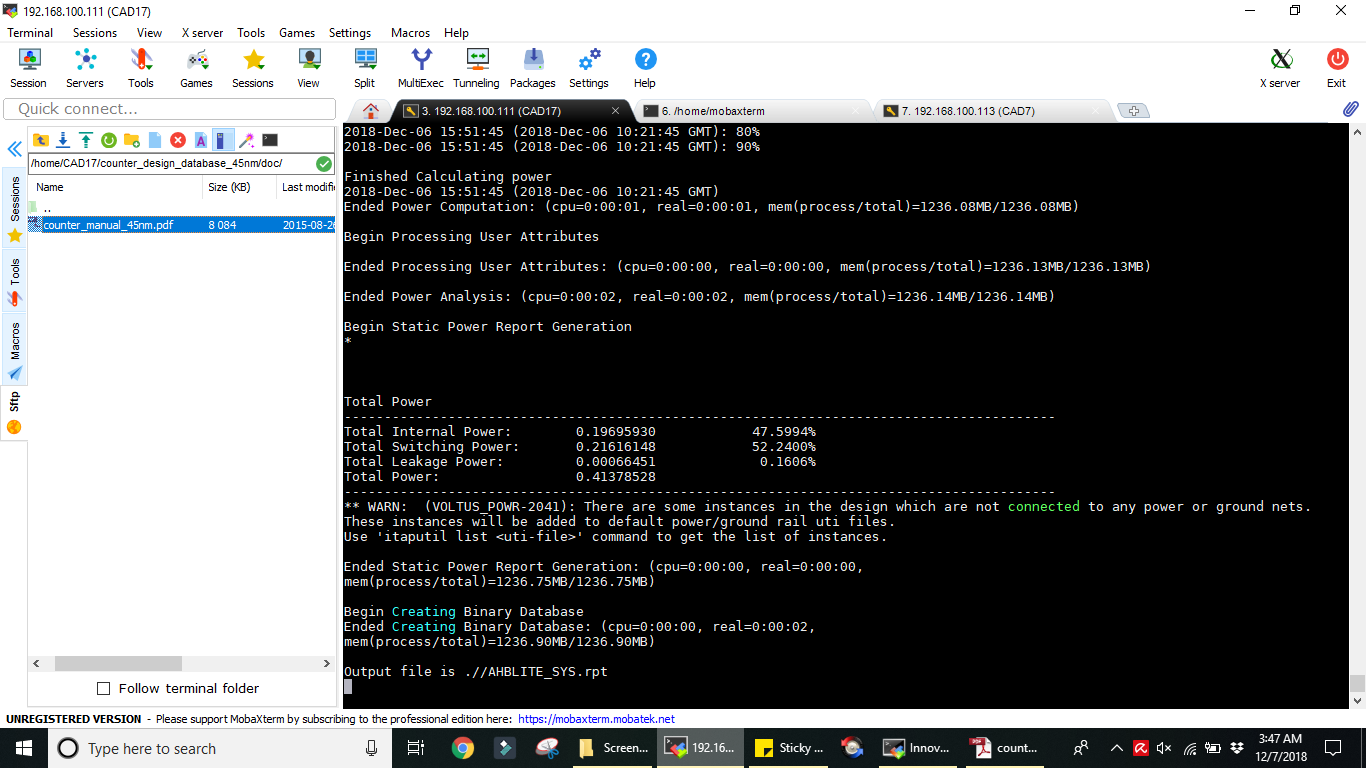 192.168.100.111 (CAD17)
Terminal Sessions View X server Tools Games Settings Macros Help
Session Servers Tools Games Sessions View Split MultiExec Tunneling Packages Settings Help X server Exit
Quick connect...
3. 192.168.100.111 (CAD17)
6. /home/mobaxterm
7. 192.168.100.113 (CAD7)
/home/CAD17/counter_design_database_45nm/doc/
Name Size (KB) Last modifi
..
counter_manual_45nm.pdf 8 084 2015-08-26
Sessions
Tools
Macros
Sftp
Follow terminal folder
2018-Dec-06 15:51:45 (2018-Dec-06 10:21:45 GMT): 80%
2018-Dec-06 15:51:45 (2018-Dec-06 10:21:45 GMT): 90%
Finished Calculating power
2018-Dec-06 15:51:45 (2018-Dec-06 10:21:45 GMT)
Ended Power Computation: (cpu=0:00:01, real=0:00:01, mem(process/total)=1236.08MB/1236.08MB)
Begin Processing User Attributes
Ended Processing User Attributes: (cpu=0:00:00, real=0:00:00, mem(process/total)=1236.13MB/1236.13MB)
Ended Power Analysis: (cpu=0:00:02, real=0:00:02, mem(process/total)=1236.14MB/1236.14MB)
Begin Static Power Report Generation
*
Total Power
-----------------------------------------------------------------------------------------
Total Internal Power: 0.19695930 47.5994%
Total Switching Power: 0.21616148 52.2400%
Total Leakage Power: 0.00066451 0.1606%
Total Power: 0.41378528
-----------------------------------------------------------------------------------------
** WARN: (VOLTUS_POWR-2041): There are some instances in the design which are not connected to any power or ground nets.
These instances will be added to default power/ground rail uti files.
Use 'itaputil list <uti-file>' command to get the list of instances.
Ended Static Power Report Generation: (cpu=0:00:00, real=0:00:00,
mem(process/total)=1236.75MB/1236.75MB)
Begin Creating Binary Database
Ended Creating Binary Database: (cpu=0:00:00, real=0:00:02,
mem(process/total)=1236.90MB/1236.90MB)
Output file is .//AHBLITE_SYS.rpt
UNREGISTERED VERSION - Please support MobaXterm by subscribing to the professional edition here: https://mobaxterm.mobatek.net
Type here to search
Screen...
192.16...
Sticky ...
Innov...
count...
3:47 AM
12/7/2018